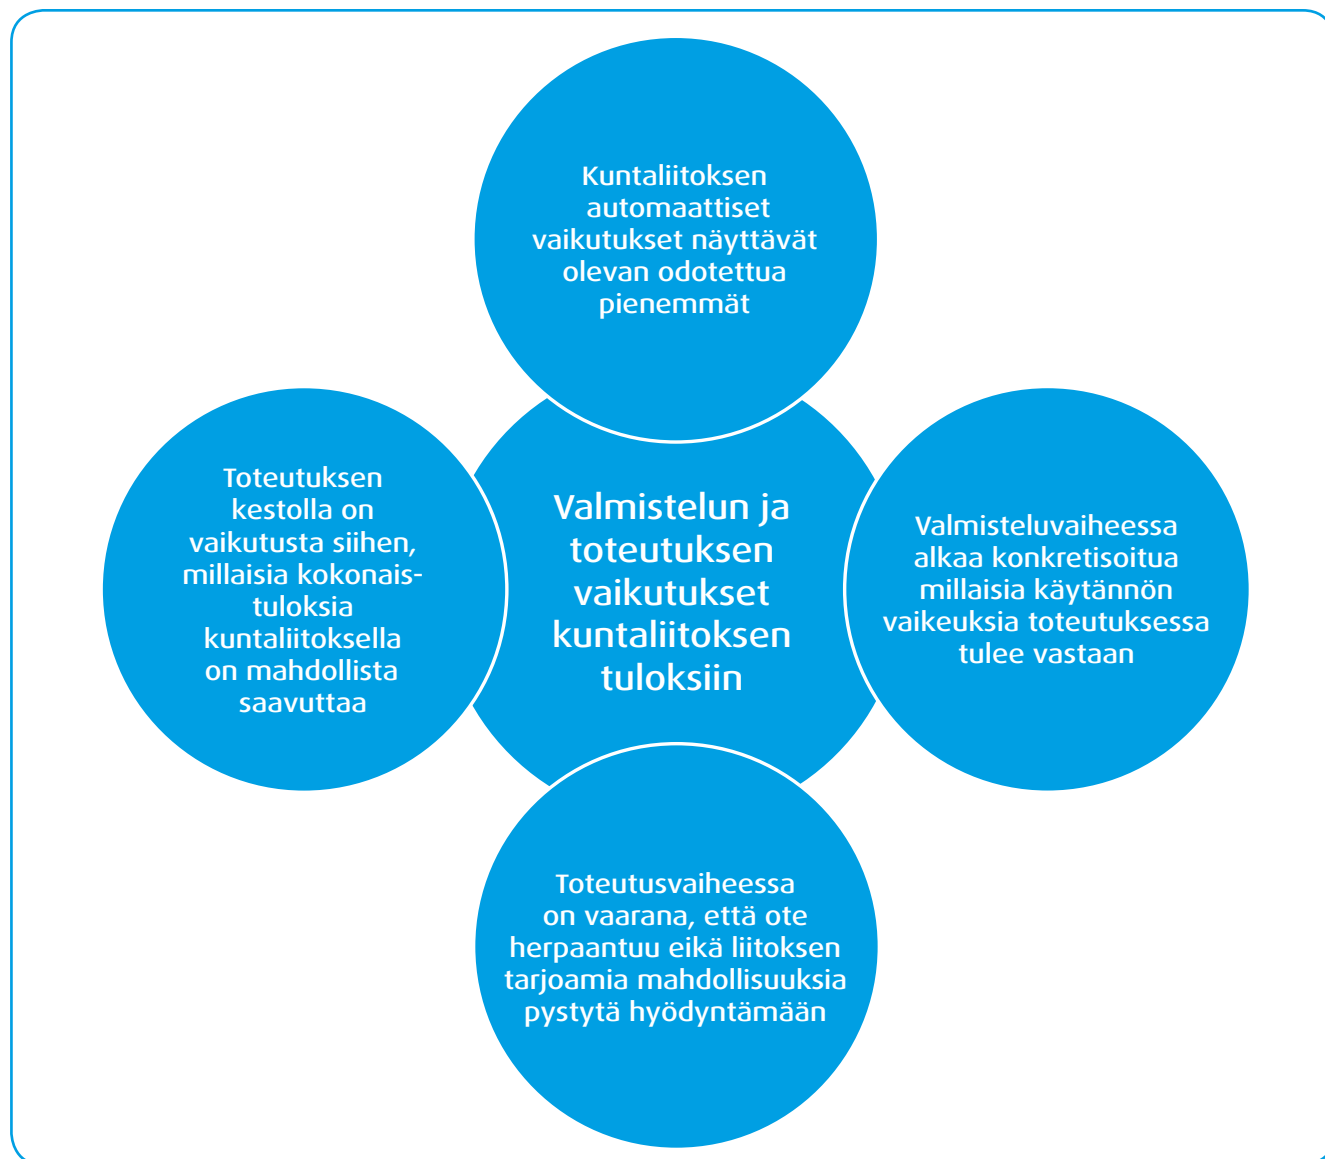 Kuntaliitoksen
automaattiset
vaikutukset näyttävät
olevan odotettua
pienemmät
Toteutuksen
kestolla on
vaikutusta siihen,
millaisia kokonais-
tuloksia
kuntaliitoksella
on mahdollista
saavuttaa
Valmistelun ja
toteutuksen
vaikutukset
kuntaliitoksen
tuloksiin
Valmisteluvaiheessa
alkaa konkretisoitua
millaisia käytännön
vaikeuksia toteutuksessa
tulee vastaan
Toteutusvaiheessa
on vaarana, että ote
herpaantuu eikä liitoksen
tarjoamia mahdollisuuksia
pystytä hyödyntämään